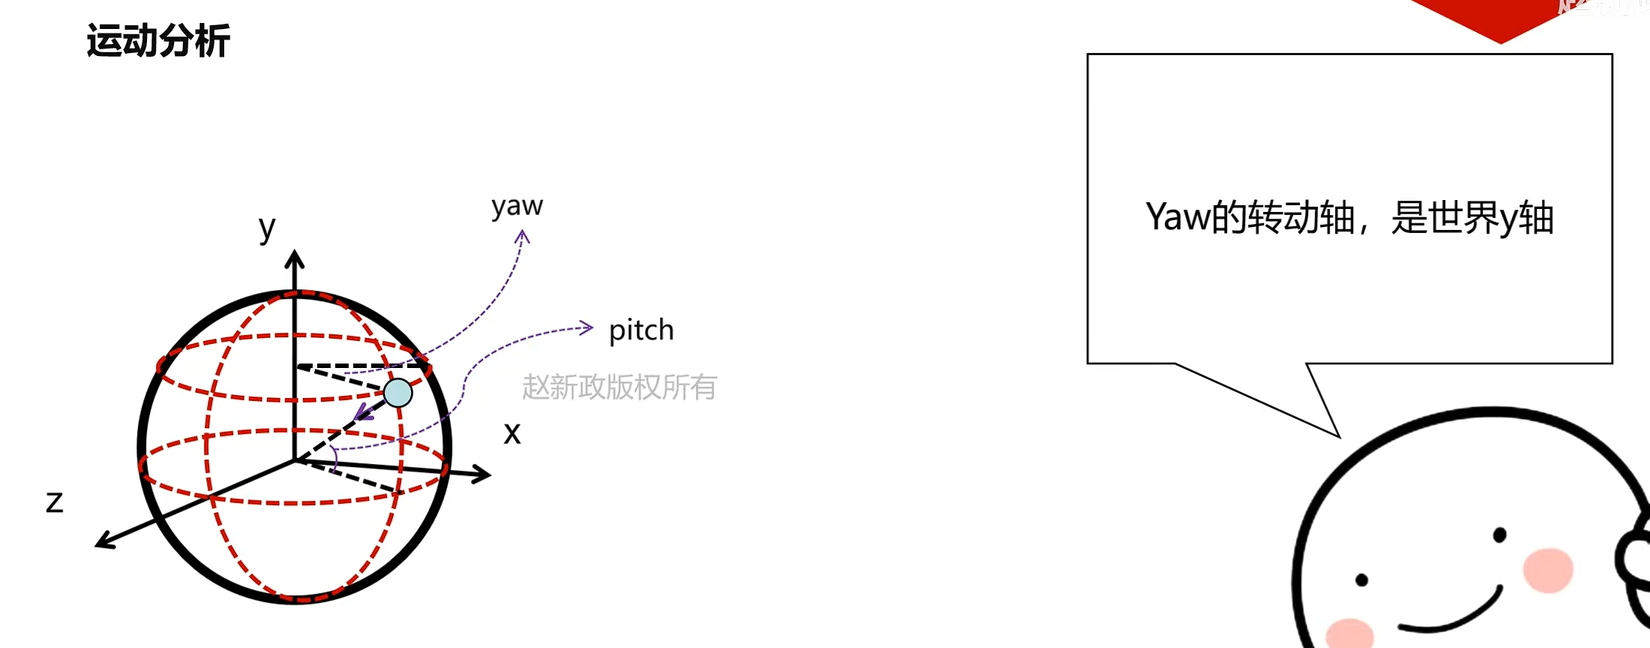 运动分析
Yaw的转动轴，是世界y轴
yaw
y
pitch
赵新政版权所有
x
z